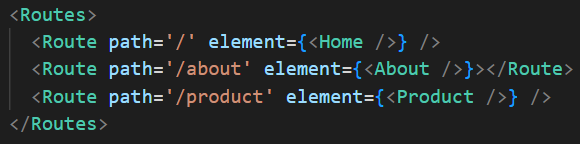 <Routes>
  <Route path='/' element={<Home />} />
  <Route path='/about' element={<About />}></Route>
  <Route path='/product' element={<Product />} />
</Routes>